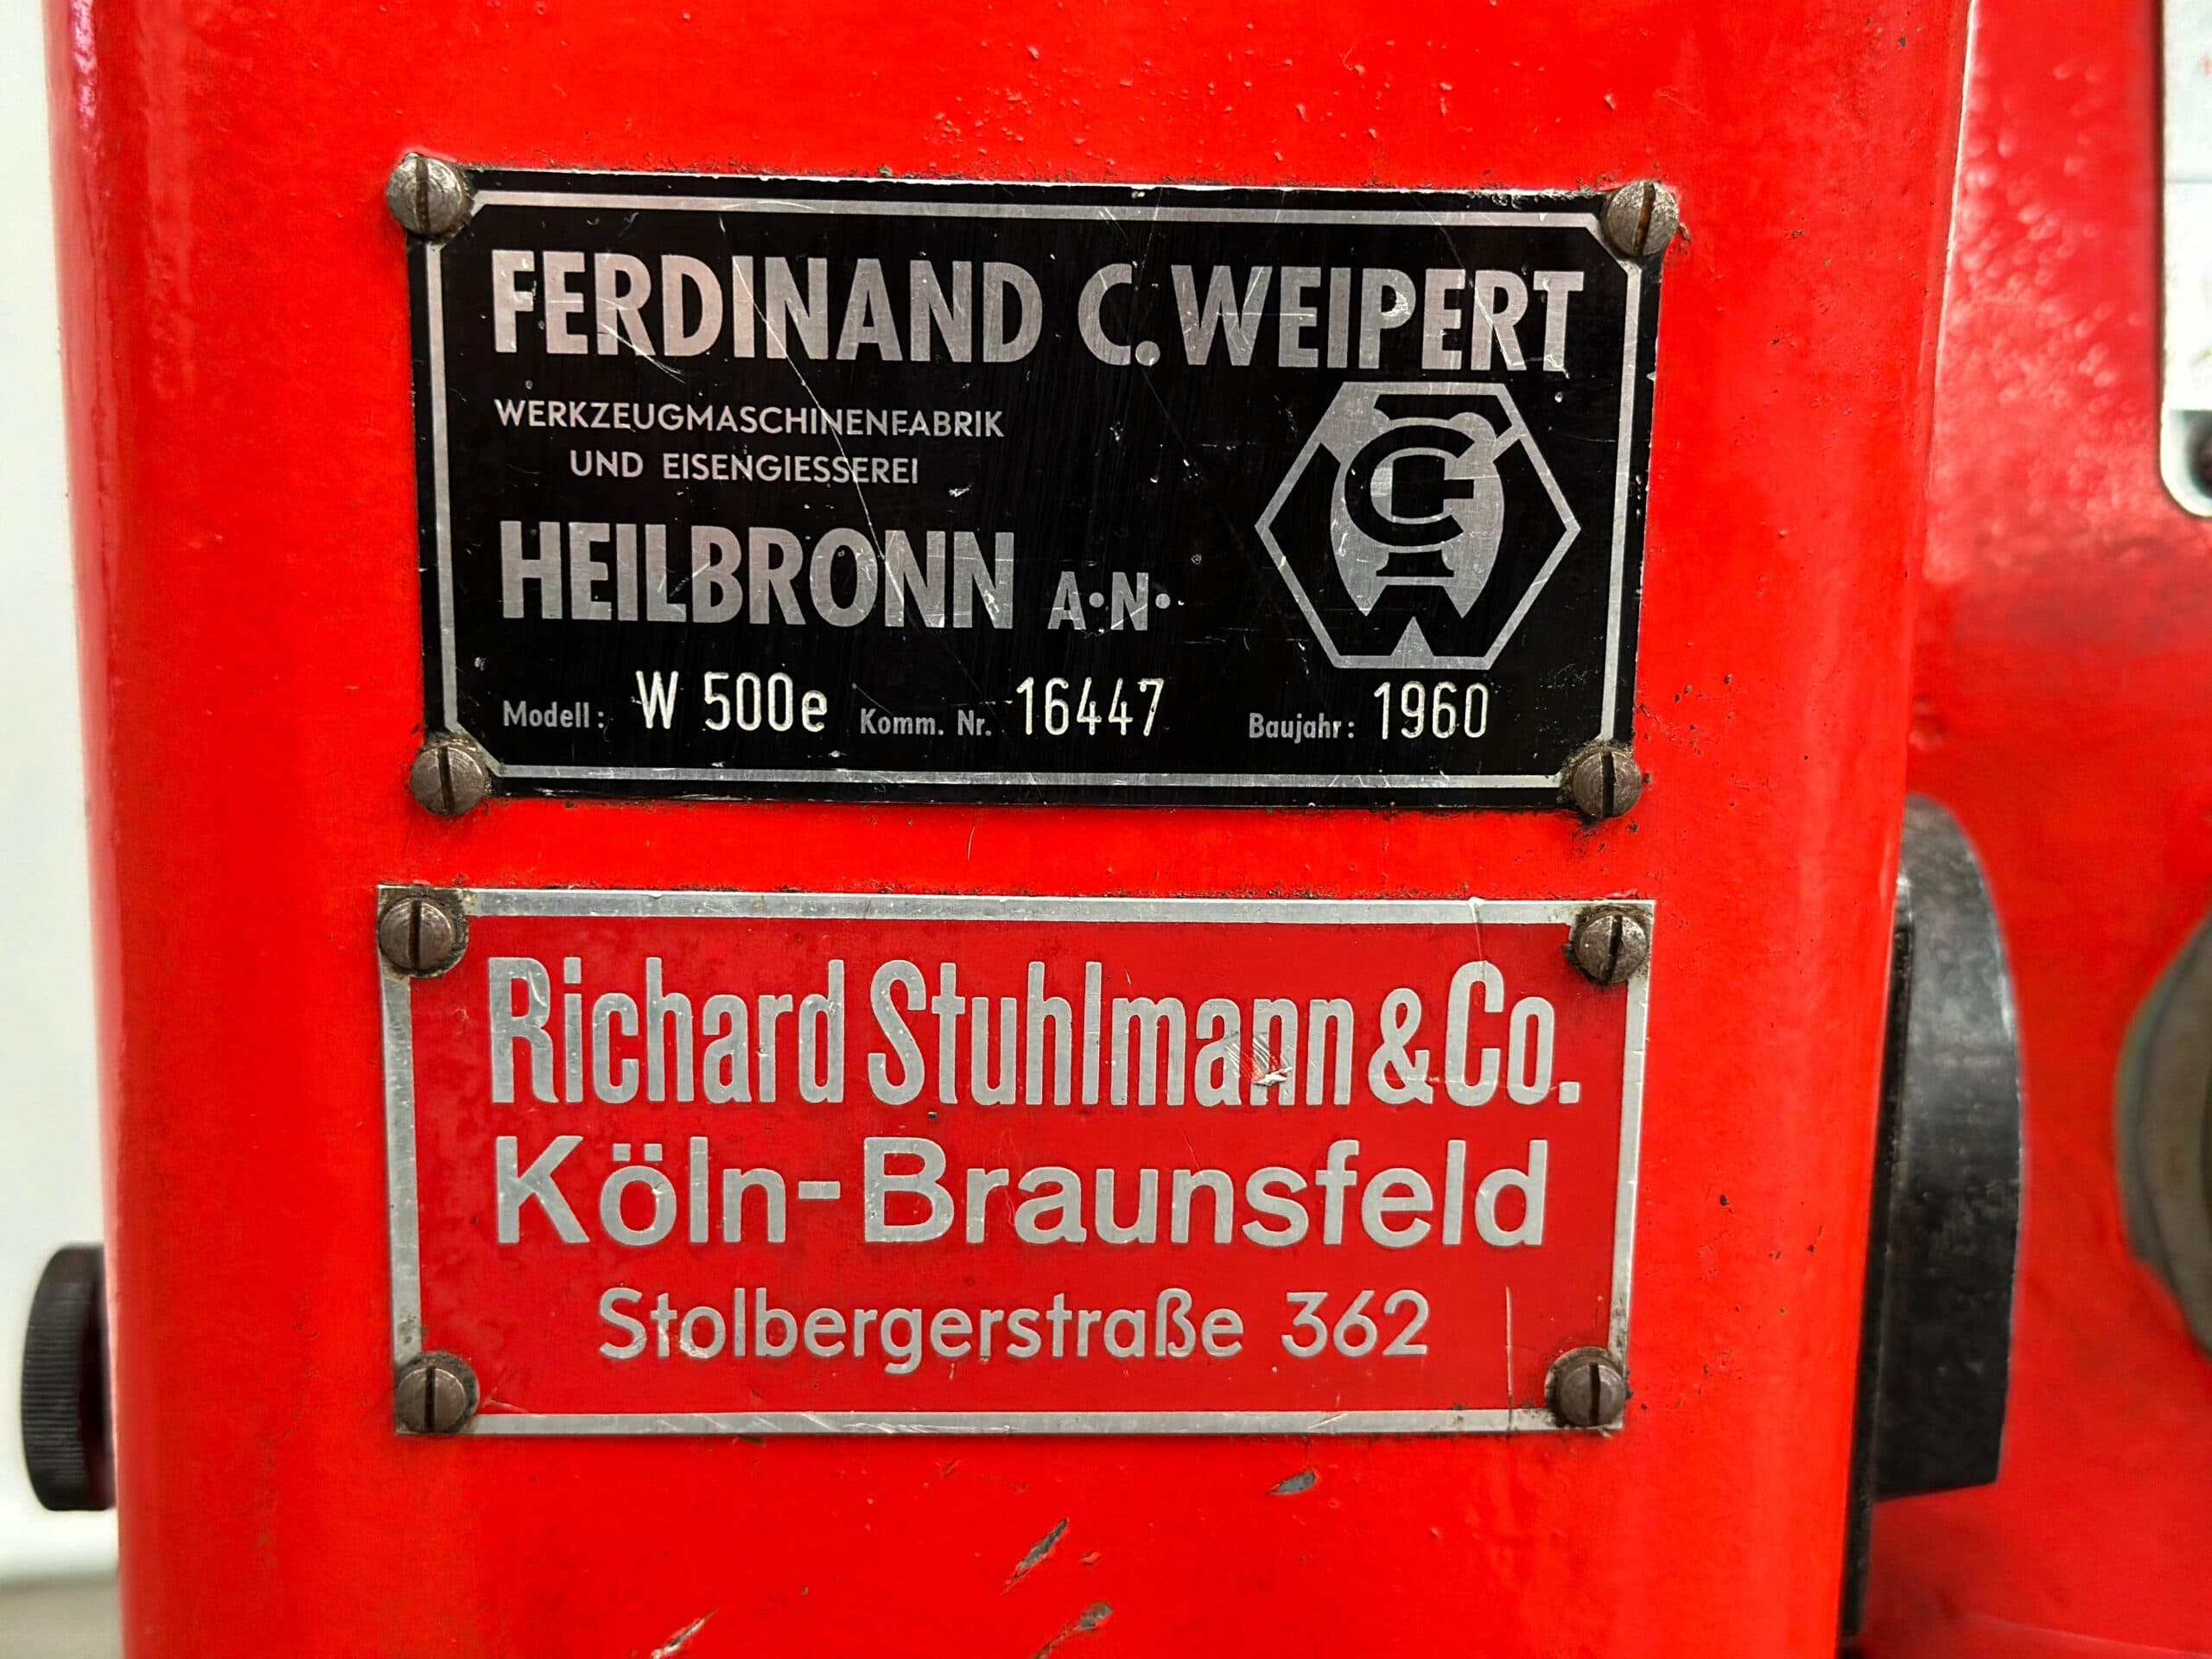 FERDINAND C. WEIPERT
WERKZEUGMASCHINENFABRIK
UND EISENGIESSEREI
HEILBRONN A·N·
Modell: W 500e Komm. Nr. 16447 Baujahr: 1960
Richard Stuhlmann & Co.
Köln-Braunsfeld
Stolbergerstraße 362